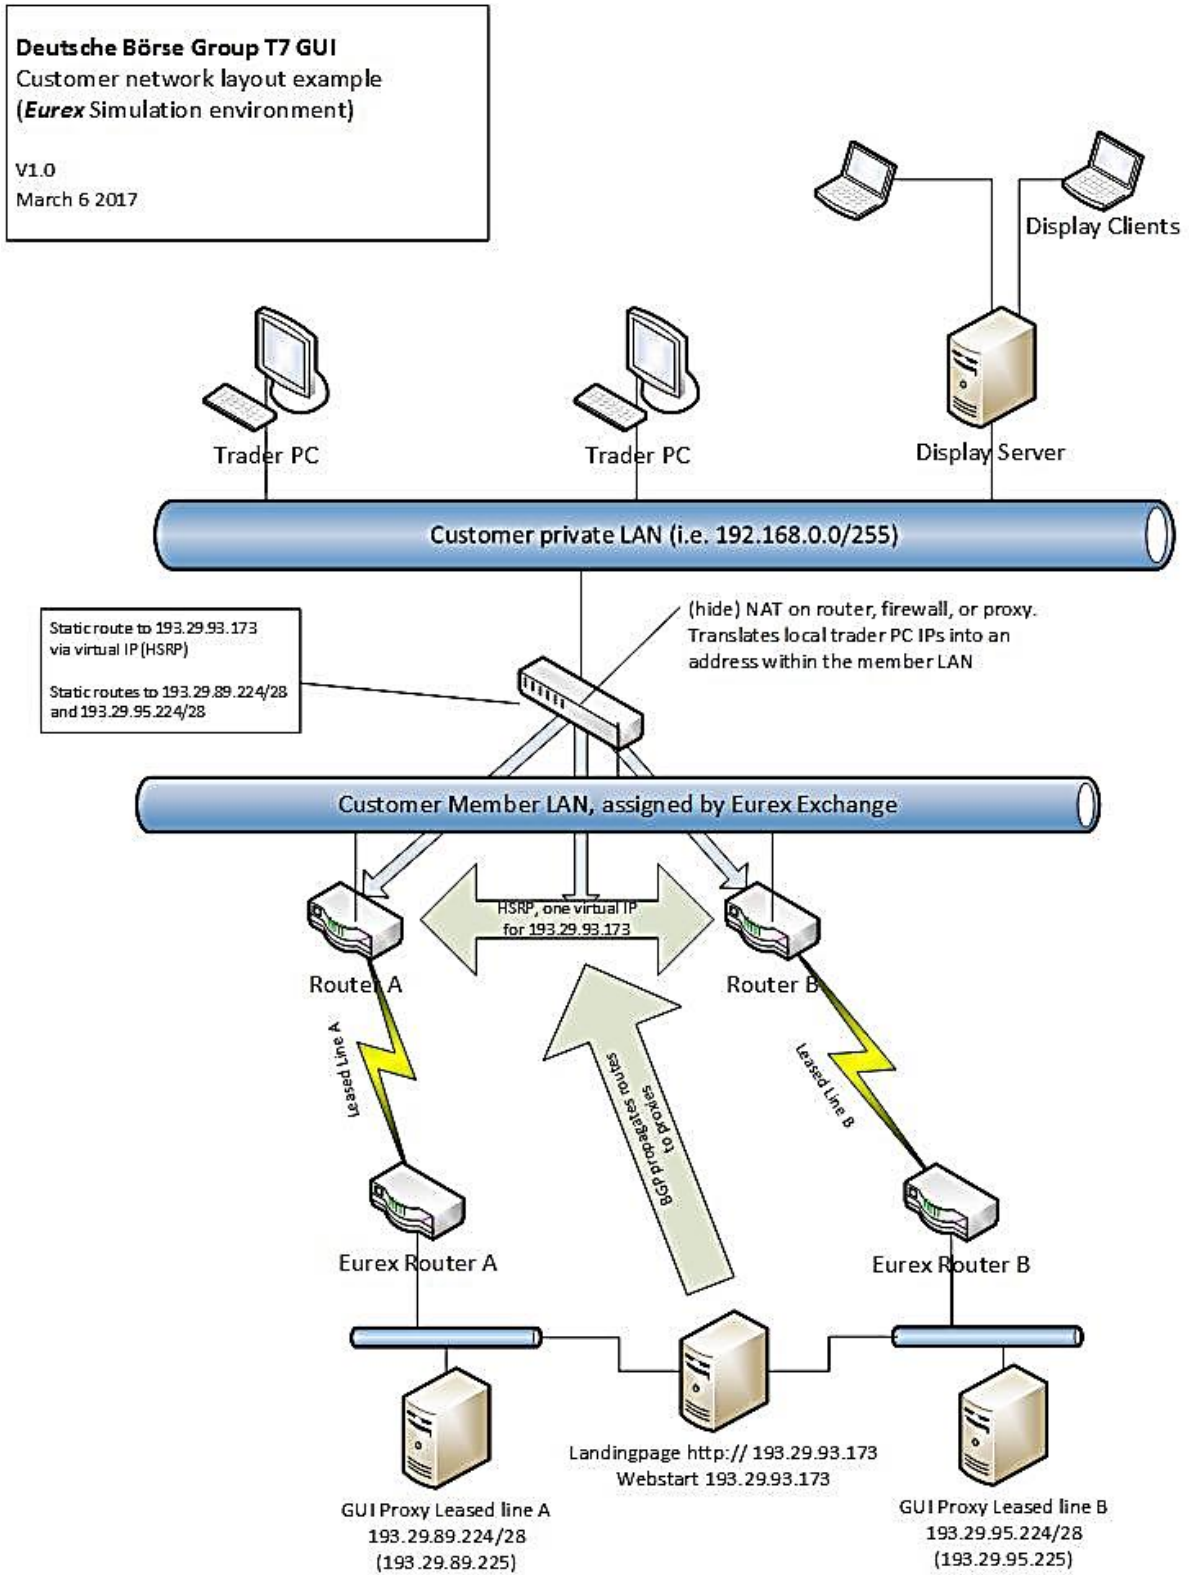 Deutsche Börse Group T7 GUI
Customer network layout example
(Eurex Simulation environment)
V1.0
March 6 2017
Display Clients
Trader PC
Trader PC
Display Server
Customer private LAN (i.e. 192.168.0.0/255)
Static route to 193.29.93.173
via virtual IP (HSRP)
Static routes to 193.29.89.224/28
and 193.29.95.224/28
(hide) NAT on router, firewall, or proxy.
Translates local trader PC IPs into an
address within the member LAN
Customer Member LAN, assigned by Eurex Exchange
HSRP, one virtual IP
for 193.29.93.173
Router A
Router B
Leased Line A
Leased Line B
BGP propagates routes
to proxies
Eurex Router A
Eurex Router B
Landingpage http:// 193.29.93.173
Webstart 193.29.93.173
GUI Proxy Leased line A
193.29.89.224/28
(193.29.89.225)
GUI Proxy Leased line B
193.29.95.224/28
(193.29.95.225)